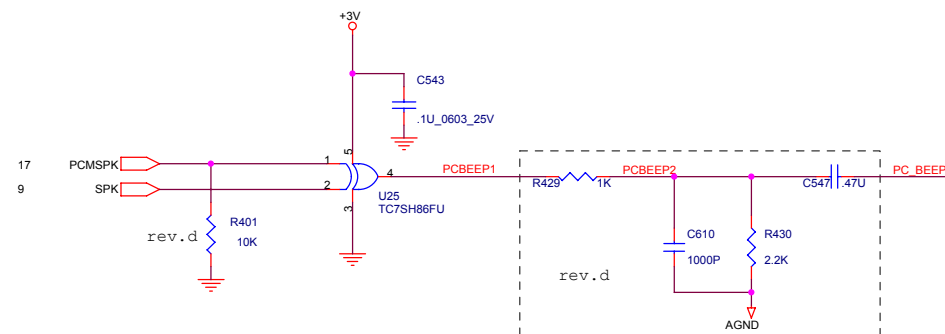 +3V
C543
.1U_0603_25V
5
17 PCMSPK 1
4 PCBEEP1 PCBEEP2 PC_BEEP
R429 1K C547 .47U
9 SPK 2
U25
TC7SH86FU
3
R401
10K
rev.d
C610
1000P
R430
2.2K
rev.d
AGND